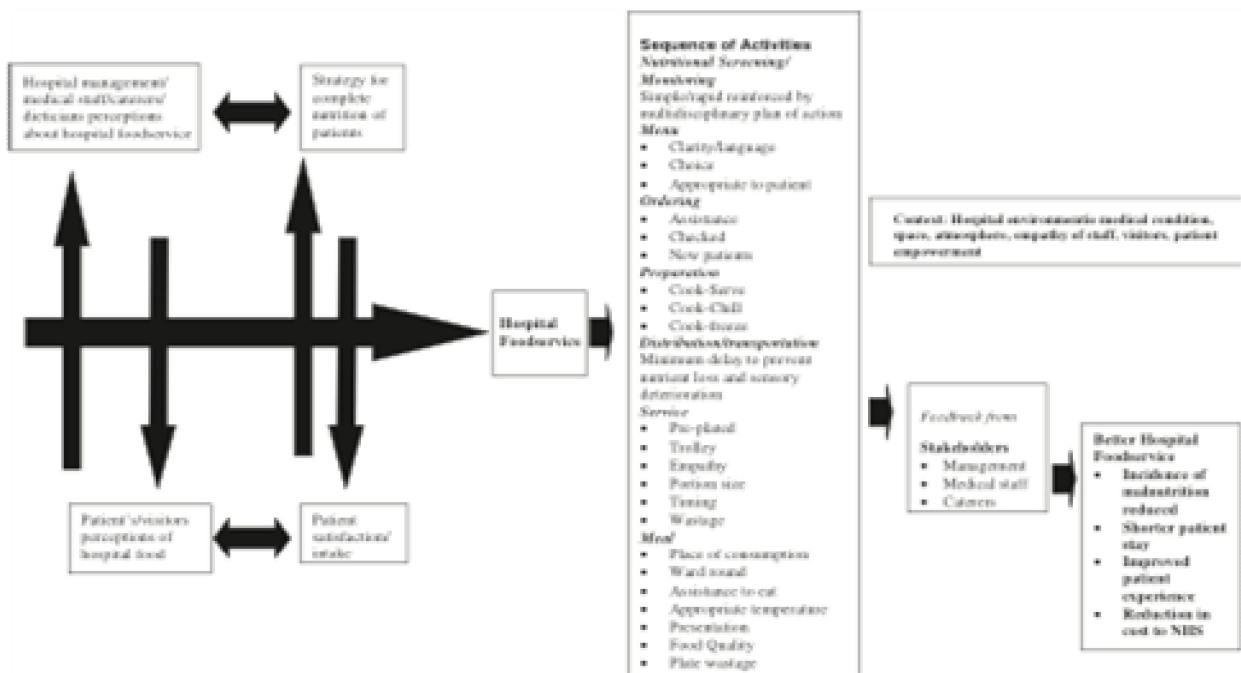 Hospital management/
medical staff/caterers/
dieticians perceptions
about hospital foodservice
Strategy for
complete
nutrition of
patients
Patient's/visitors
perceptions of
hospital food
Patient
satisfaction/
intake
Hospital
Foodservice
Sequence of Activities
Nutritional Screening/
Monitoring
Simple/rapid reinforced by
multidisciplinary plan of action
Menu
• Clarity/language
• Choice
• Appropriate to patient
Ordering
• Assistance
• Checked
• New patients
Preparation
• Cook-Serve
• Cook-Chill
• Cook-freeze
Distribution/transportation
Minimum delay to prevent
nutrient loss and sensory
deterioration
Service
• Pre-plated
• Trolley
• Empathy
• Portion size
• Timing
• Wastage
Meal
• Place of consumption
• Ward round
• Assistance to eat
• Appropriate temperature
• Presentation
• Food Quality
• Plate wastage
Context: Hospital environment: medical condition,
space, atmosphere, empathy of staff, visitors, patient
empowerment
Feedback from
Stakeholders
• Management
• Medical staff
• Caterers
Better Hospital
Foodservice
• Incidence of
malnutrition
reduced
• Shorter patient
stay
• Improved
patient
experience
• Reduction in
cost to NHS